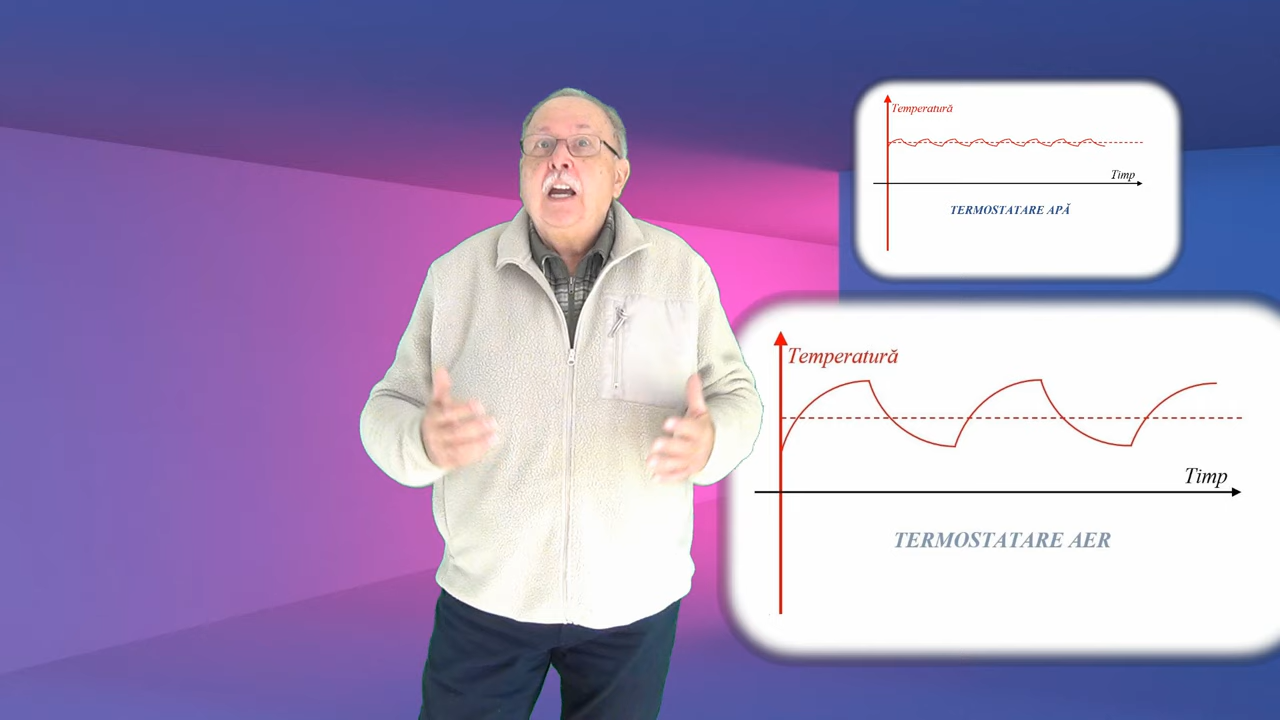 Temperatură
Timp
TERMOSTATARE APĂ
Temperatură
Timp
TERMOSTATARE AER